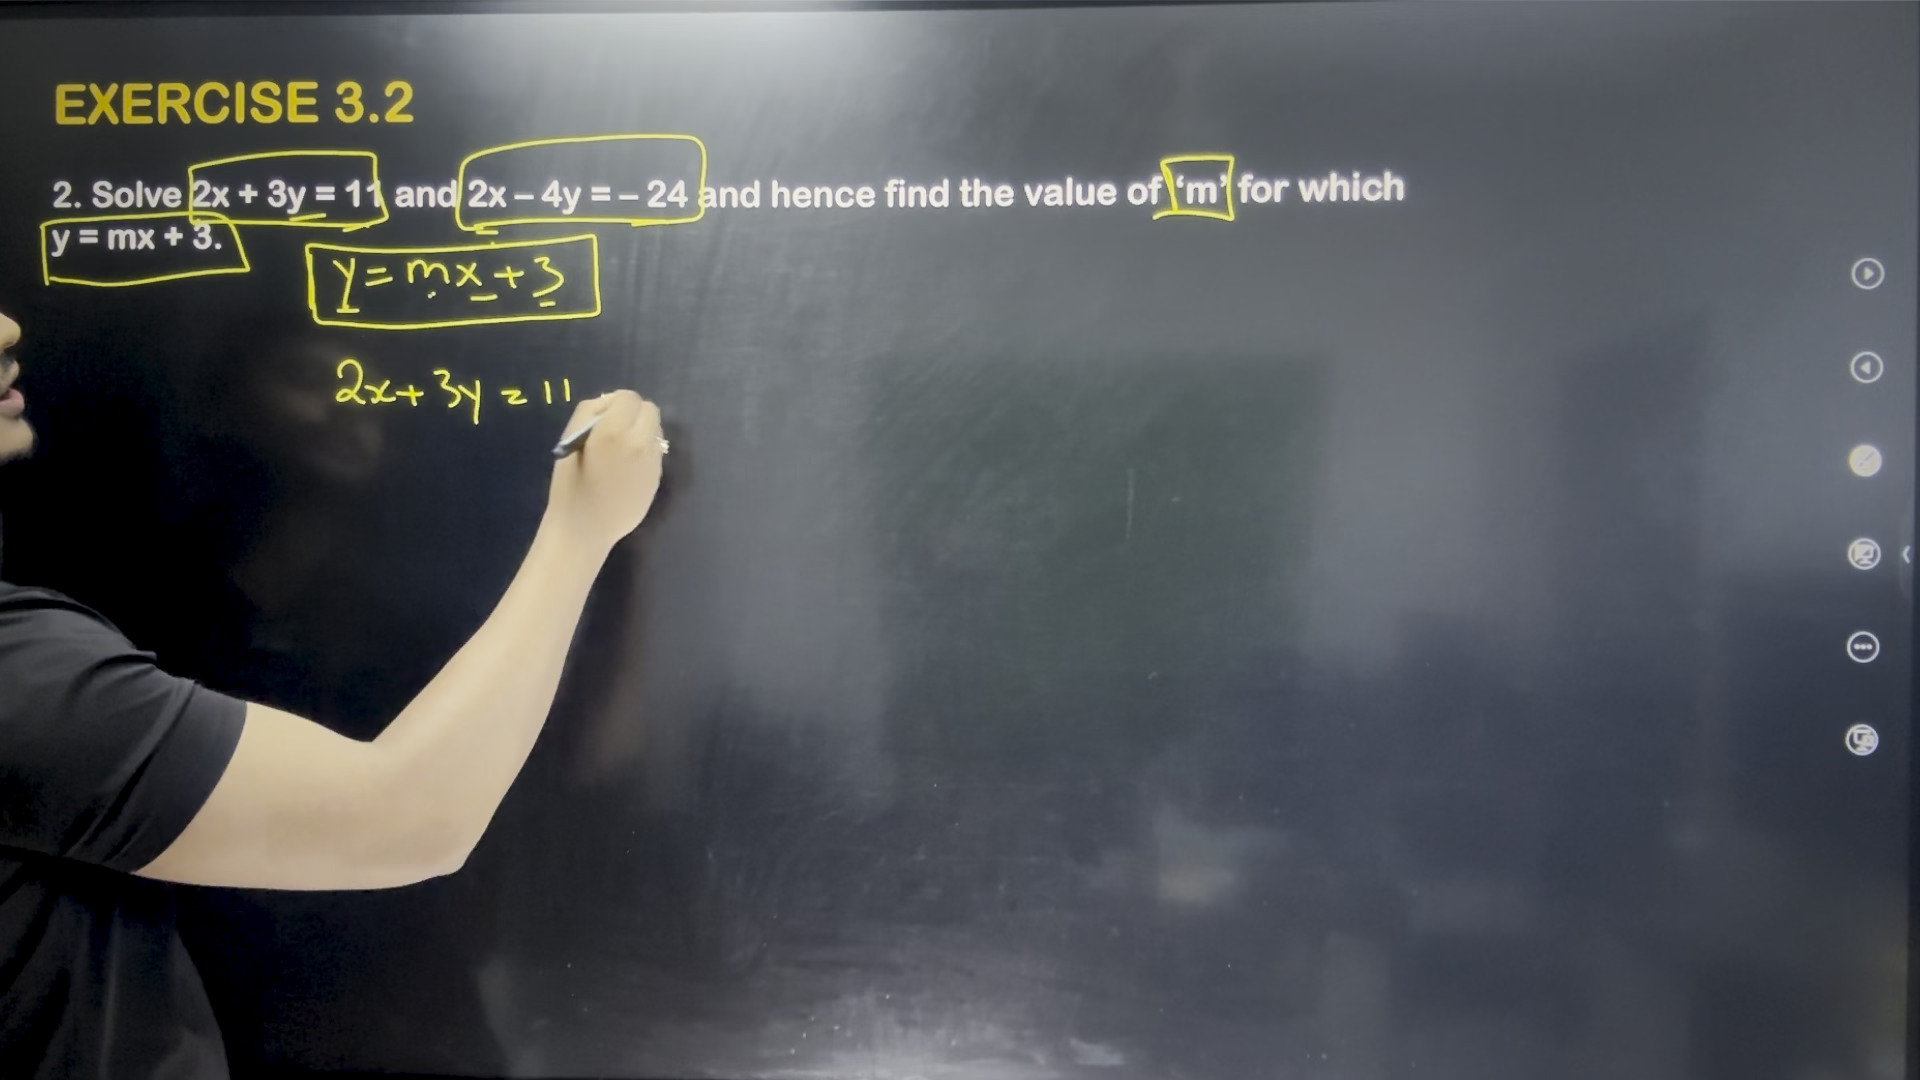 EXERCISE 3.2
2. Solve 2x + 3y = 11 and 2x – 4y = – 24 and hence find the value of ‘m’ for which
y = mx + 3.
y = mx + 3
2x + 3y = 11